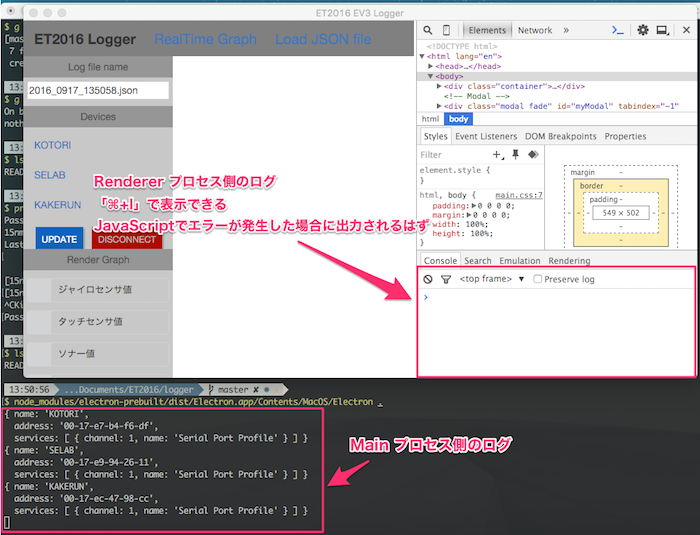 ET2016 EV3 Logger
ET2016 Logger RealTime Graph Load JSON file
Log file name
2016_0917_135058.json
Devices
KOTORI
SELAB
KAKERUN
UPDATE DISCONNECT
Render Graph
ジャイロセンサ値
タッチセンサ値
ソナー値
Elements Network »
<!DOCTYPE html>
▼<html lang="en">
▶<head>…</head>
▼<body>
▶<div class="container">…</div>
<!-- Modal -->
▶<div class="modal fade" id="myModal" tabindex="-1"
html body
Styles Event Listeners DOM Breakpoints Properties
Filter
element.style {
}
html, body { main.css:7
padding:▶0 0 0 0;
margin:▶0 0 0 0;
width: 100%;
height: 100%;
margin -
border -
padding -
549 × 502
Console Search Emulation Rendering
<top frame> ▼ Preserve log
>
Renderer プロセス側のログ
「⌘+I」で表示できる
JavaScriptでエラーが発生した場合に出力されるはず
13:50:56 ...Documents/ET2016/logger master
$ node_modules/electron-prebuilt/dist/Electron.app/Contents/MacOS/Electron .
{ name: 'KOTORI',
address: '00-17-e7-b4-f6-df',
services: [ { channel: 1, name: 'Serial Port Profile' } ] }
{ name: 'SELAB',
address: '00-17-e9-94-26-11',
services: [ { channel: 1, name: 'Serial Port Profile' } ] }
{ name: 'KAKERUN',
address: '00-17-ec-47-98-cc',
services: [ { channel: 1, name: 'Serial Port Profile' } ] }
Main プロセス側のログ